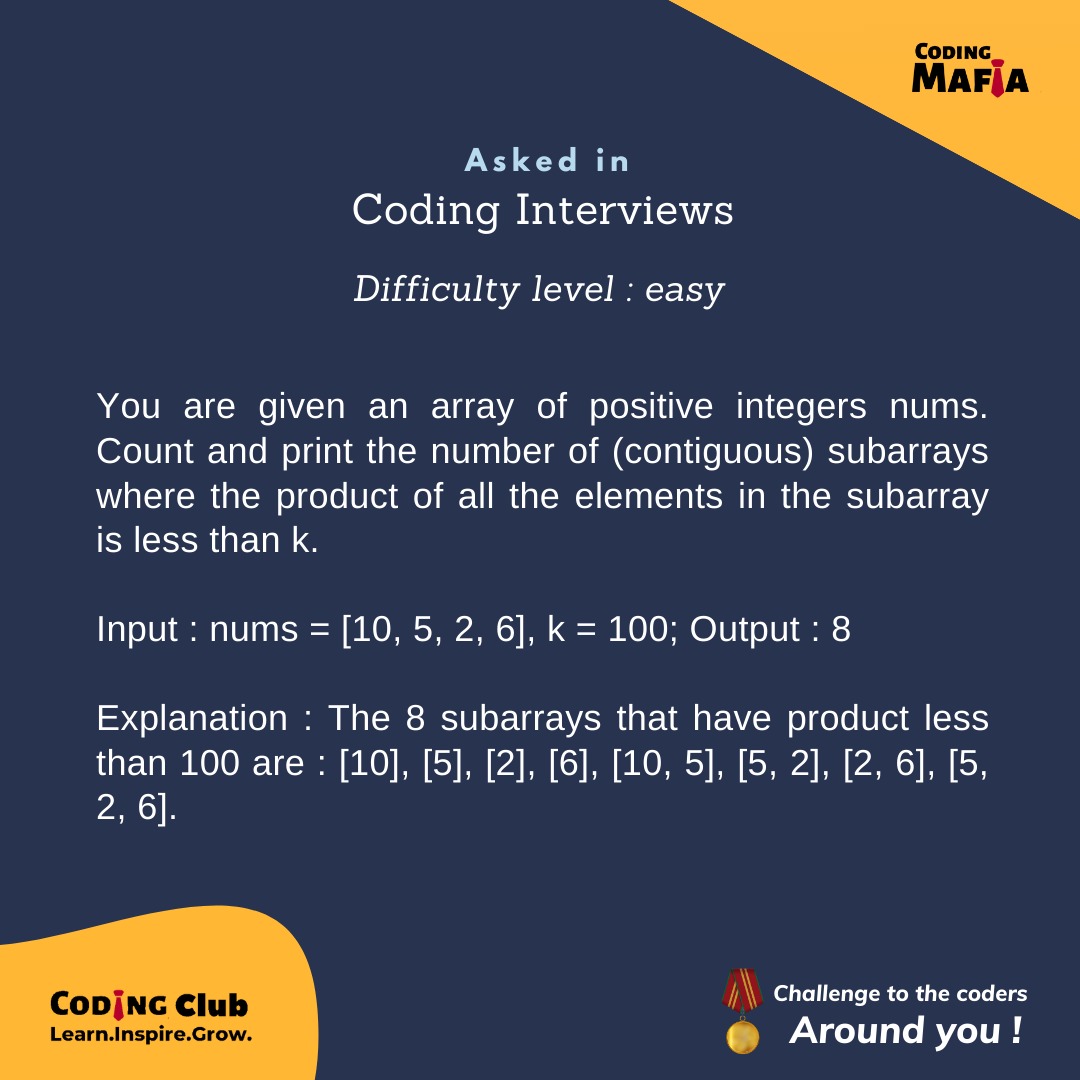 CODING
MAFIA
Asked in
Coding Interviews
Difficulty level : easy
You are given an array of positive integers nums.
Count and print the number of (contiguous) subarrays
where the product of all the elements in the subarray
is less than k.
Input : nums = [10, 5, 2, 6], k = 100; Output : 8
Explanation : The 8 subarrays that have product less
than 100 are : [10], [5], [2], [6], [10, 5], [5, 2], [2, 6], [5,
2, 6].
CODING Club
Learn.Inspire.Grow.
Challenge to the coders
Around you !